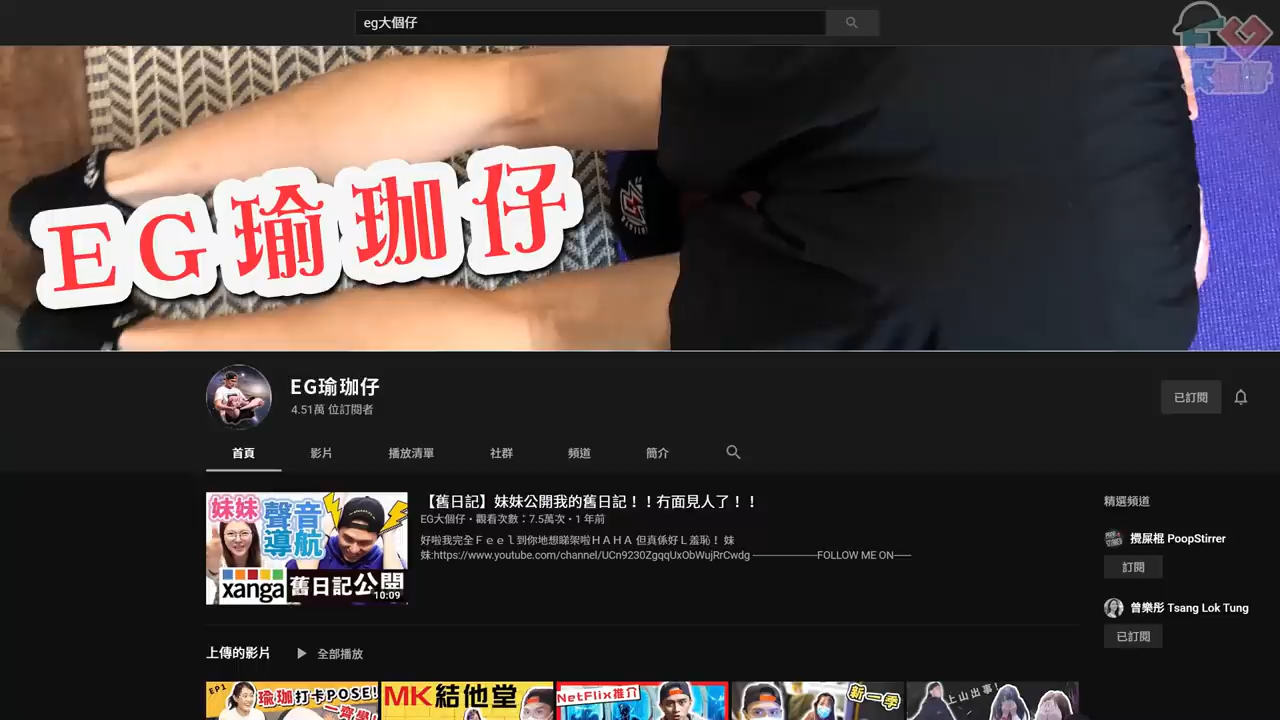 eg大個仔
EG
大個仔
EG瑜珈仔
EG瑜珈仔
4.51萬 位訂閱者
已訂閱
首頁
影片
播放清單
社群
頻道
簡介
妹妹
聲音
導航
xanga
舊日記公開
10:09
【舊日記】妹妹公開我的舊日記！！冇面見人了！！
EG大個仔・觀看次數：7.5萬次・1 年前
好啦我完全Ｆｅｅｌ到你地想睇架啦ＨＡＨＡ 但真係好Ｌ羞恥！ 妹
妹:https://www.youtube.com/channel/UCn9230ZgqqUxObWujRrCwdg ——————FOLLOW ME ON——
精選頻道
攪屎棍 PoopStirrer
訂閱
曾樂彤 Tsang Lok Tung
已訂閱
上傳的影片
全部播放
EP1
瑜珈打卡POSE!
一齊學!
MK結他堂
NetFlix推介
新一季
上山出事!